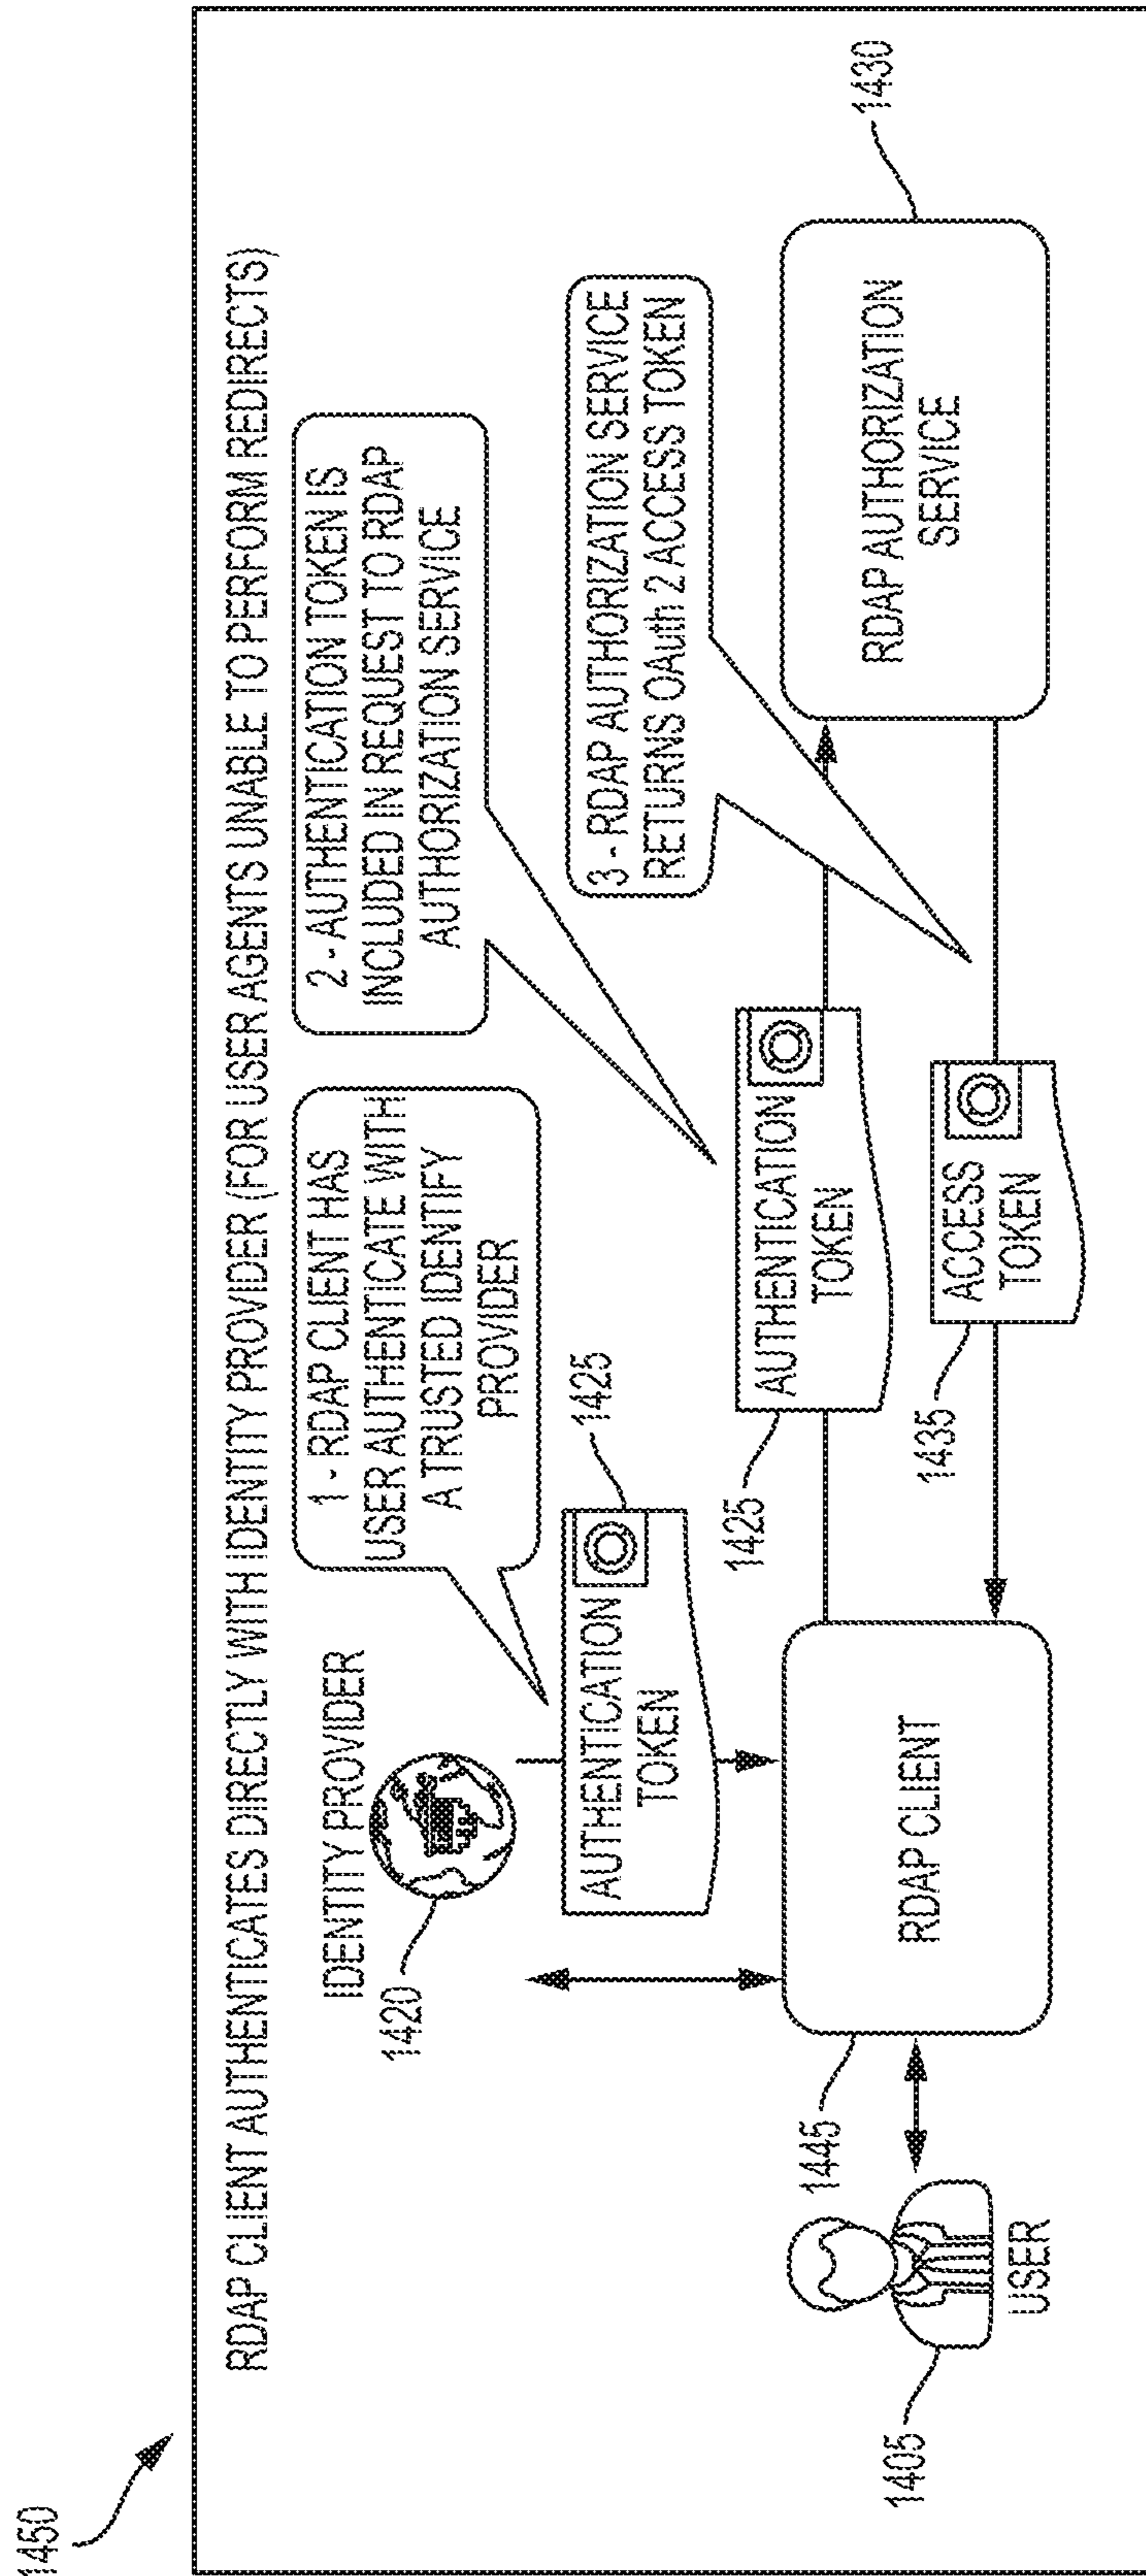 1450
RDAP CLIENT AUTHENTICATES DIRECTLY WITH IDENTITY PROVIDER (FOR USER AGENTS UNABLE TO PERFORM REDIRECTS)
IDENTITY PROVIDER
1420
1 - RDAP CLIENT HAS
USER AUTHENTICATE WITH
A TRUSTED IDENTIFY
PROVIDER
2 - AUTHENTICATION TOKEN IS
INCLUDED IN REQUEST TO RDAP
AUTHORIZATION SERVICE
3 - RDAP AUTHORIZATION SERVICE
RETURNS OAuth 2 ACCESS TOKEN
AUTHENTICATION
TOKEN
1425
1425
AUTHENTICATION
TOKEN
1435
ACCESS
TOKEN
1405
USER
1445
RDAP CLIENT
RDAP AUTHORIZATION
SERVICE
1430